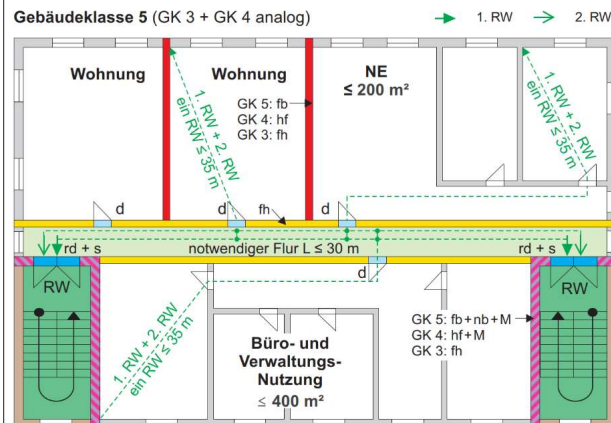 Gebäudeklasse 5 (GK 3 + GK 4 analog)
1. RW
2. RW
Wohnung
Wohnung
NE
≤ 200 m²
GK 5: fb
GK 4: hf
GK 3: fh
1. RW + 2. RW
ein RW ≤ 35 m
1. RW + 2. RW
ein RW ≤ 35 m
d
d
fh
d
rd + s
notwendiger Flur L ≤ 30 m
rd + s
RW
d
RW
1. RW + 2. RW
ein RW ≤ 35 m
Büro- und
Verwaltungs-
Nutzung
≤ 400 m²
GK 5: fb+nb+M
GK 4: hf+M
GK 3: fh